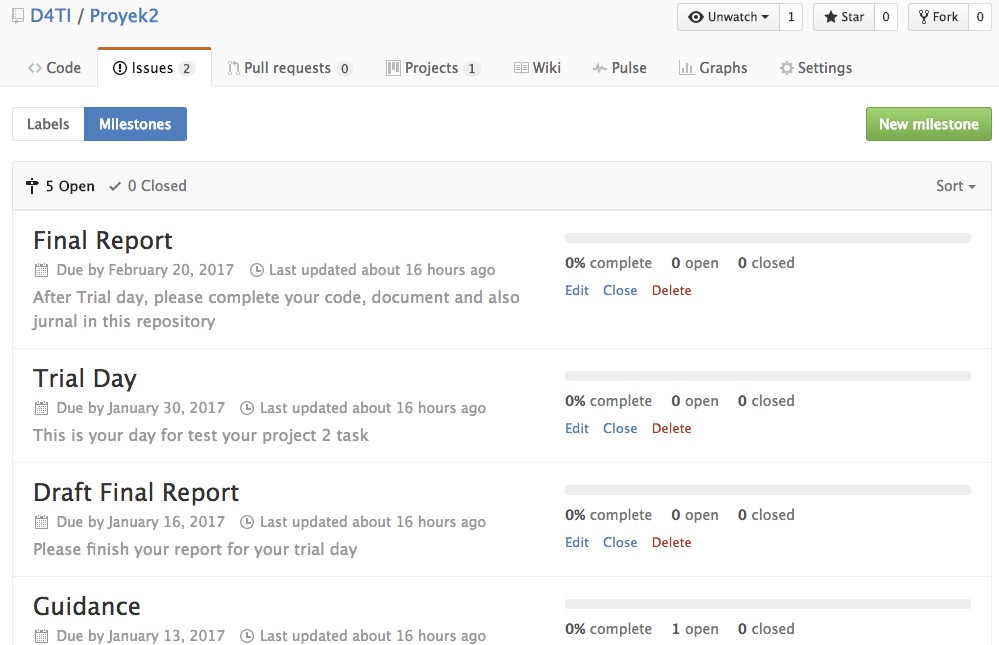 D4TI / Proyek2
Unwatch 1 Star 0 Fork 0
Code Issues 2 Pull requests 0 Projects 1 Wiki Pulse Graphs Settings
Labels Milestones New milestone
5 Open 0 Closed Sort
Final Report
Due by February 20, 2017 Last updated about 16 hours ago
After Trial day, please complete your code, document and also
jurnal in this repository
0% complete 0 open 0 closed
Edit Close Delete
Trial Day
Due by January 30, 2017 Last updated about 16 hours ago
This is your day for test your project 2 task
0% complete 0 open 0 closed
Edit Close Delete
Draft Final Report
Due by January 16, 2017 Last updated about 16 hours ago
Please finish your report for your trial day
0% complete 0 open 0 closed
Edit Close Delete
Guidance
Due by January 13, 2017 Last updated about 16 hours ago
0% complete 1 open 0 closed